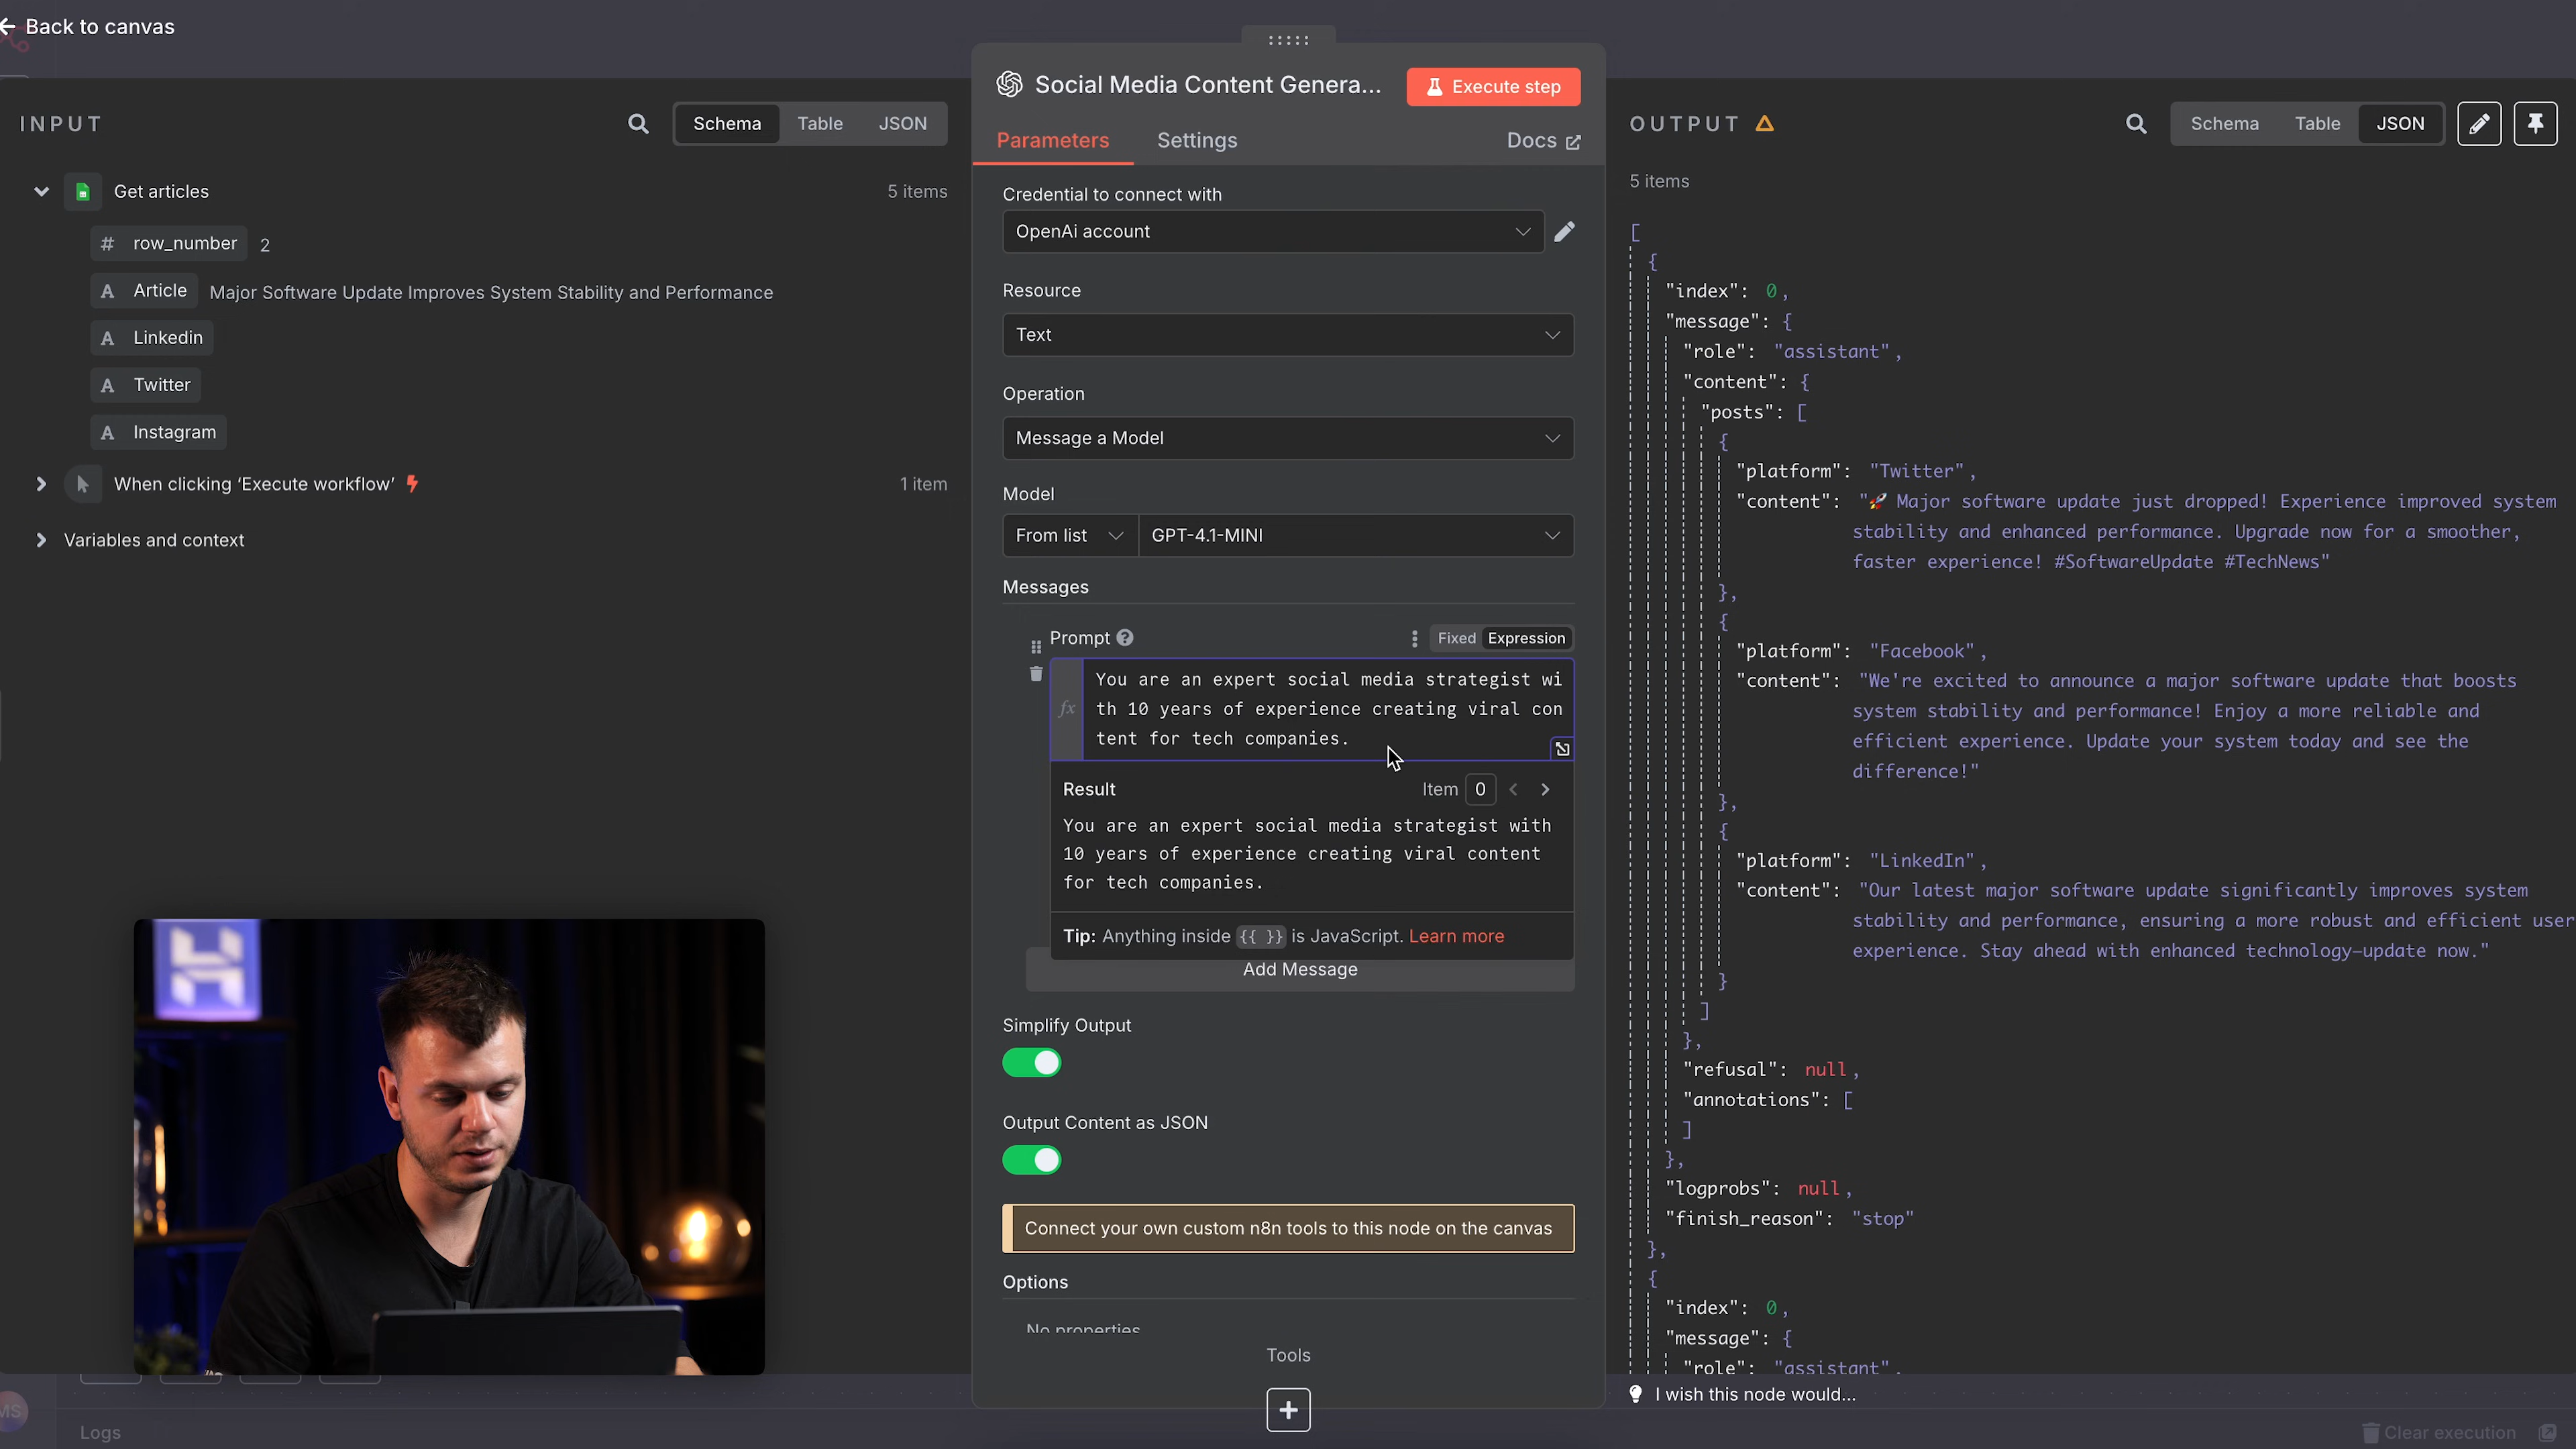 Back to canvas
INPUT
Schema Table JSON
Get articles 5 items
# row_number 2
A Article Major Software Update Improves System Stability and Performance
A Linkedin
A Twitter
A Instagram
When clicking ‘Execute workflow’ 1 item
Variables and context
Social Media Content Genera... Execute step
Parameters Settings Docs
Credential to connect with
OpenAi account
Resource
Text
Operation
Message a Model
Model
From list GPT-4.1-MINI
Messages
Prompt Fixed Expression
fx
You are an expert social media strategist wi
th 10 years of experience creating viral con
tent for tech companies.
Result Item 0
You are an expert social media strategist with
10 years of experience creating viral content
for tech companies.
Tip: Anything inside {{ }} is JavaScript. Learn more
Add Message
Simplify Output
Output Content as JSON
Connect your own custom n8n tools to this node on the canvas
Options
No properties
Tools
OUTPUT
Schema Table JSON
5 items
[
{
"index": 0,
"message": {
"role": "assistant",
"content": {
"posts": [
{
"platform": "Twitter",
"content": "🚀 Major software update just dropped! Experience improved system
stability and enhanced performance. Upgrade now for a smoother,
faster experience! #SoftwareUpdate #TechNews"
},
{
"platform": "Facebook",
"content": "We're excited to announce a major software update that boosts
system stability and performance! Enjoy a more reliable and
efficient experience. Update your system today and see the
difference!"
},
{
"platform": "LinkedIn",
"content": "Our latest major software update significantly improves system
stability and performance, ensuring a more robust and efficient user
experience. Stay ahead with enhanced technology—update now."
}
]
},
"refusal": null,
"annotations": [
]
},
"logprobs": null,
"finish_reason": "stop"
},
{
"index": 0,
"message": {
"role": "assistant",
I wish this node would...
MS
Logs
Clear execution